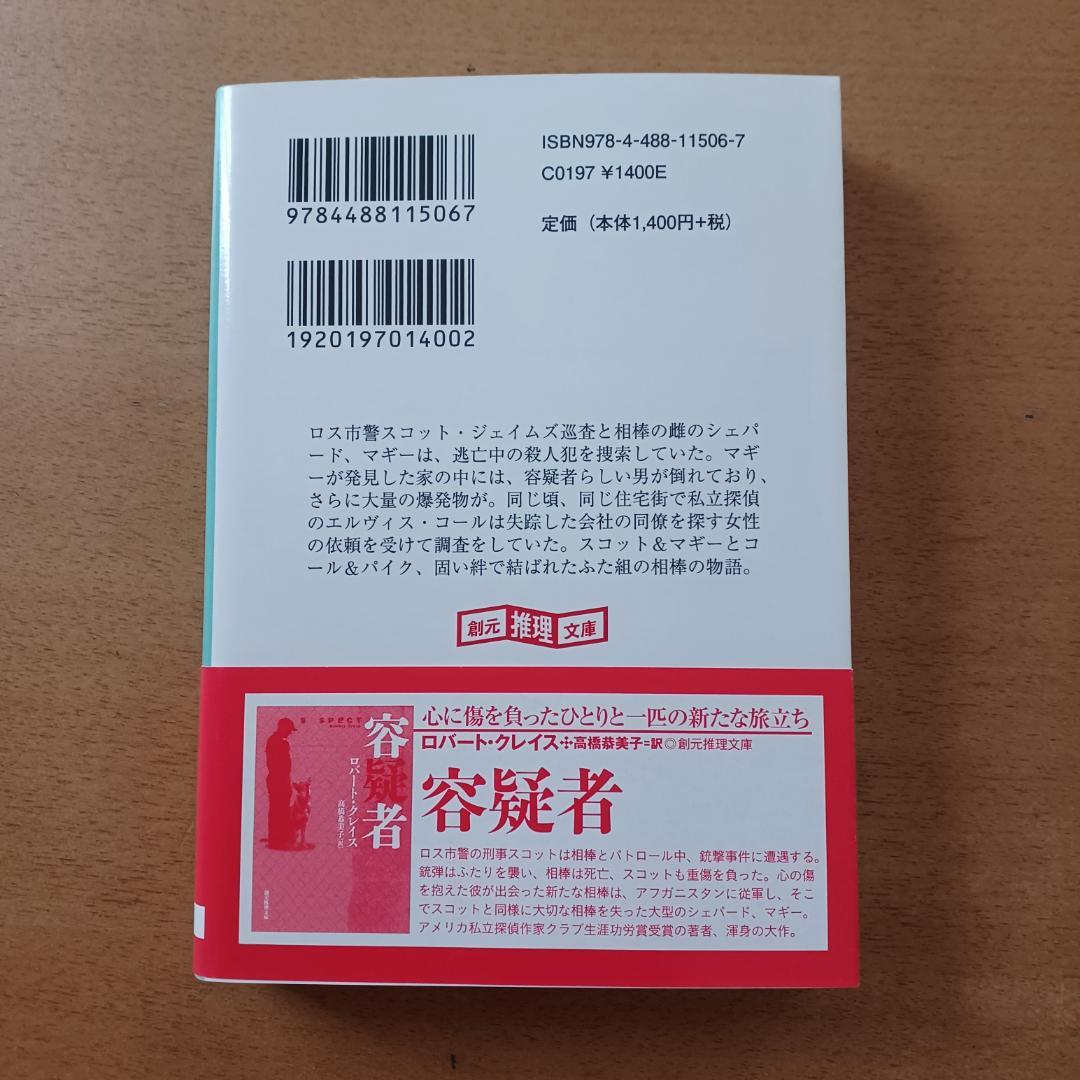 ISBN978-4-488-11506-7
C0197 ¥1400E
定価（本体1,400円+税）
9784488115067
1920197014002
ロス市警スコット・ジェイムズ巡査と相棒の雌のシェパ
ード、マギーは、逃亡中の殺人犯を捜索していた。マギ
ーが発見した家の中には、容疑者らしい男が倒れており、
さらに大量の爆発物が。同じ頃、同じ住宅街で私立探偵
のエルヴィス・コールは失踪した会社の同僚を探す女性
の依頼を受けて調査をしていた。スコット＆マギーとコ
ール＆パイク、固い絆で結ばれたふた組の相棒の物語。
創元推理文庫
心に傷を負ったひとりと一匹の新たな旅立ち
ロバート・クレイス✢高橋恭美子=訳◎創元推理文庫
容疑者
ロス市警の刑事スコットは相棒とパトロール中、銃撃事件に遭遇する。
銃弾はふたりを襲い、相棒は死亡、スコットも重傷を負った。心の傷
を抱えた彼が出会った新たな相棒は、アフガニスタンに従軍し、そこ
でスコットと同様に大切な相棒を失った大型のシェパード、マギー。
アメリカ私立探偵作家クラブ生涯功労賞受賞の著者、渾身の大作。
容疑者
ロバート・クレイス
高橋恭美子 訳